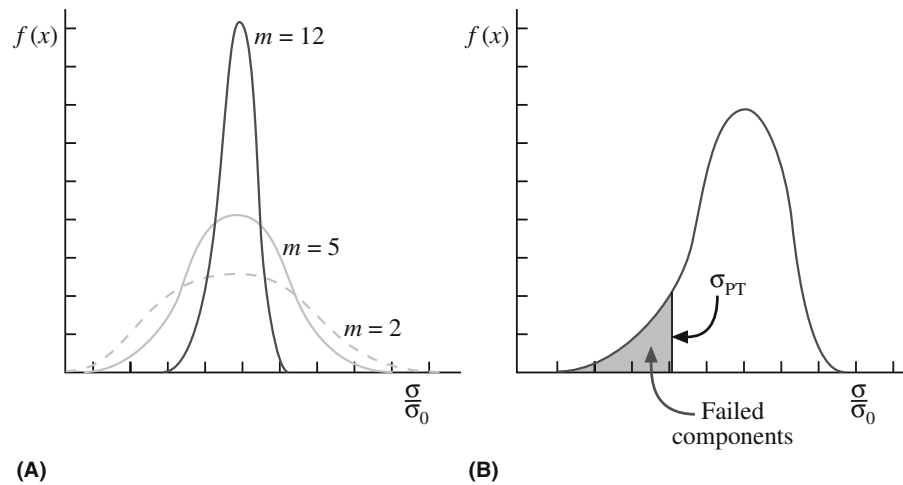 f(x)
m = 12
m = 5
m = 2
σ
σ0
(A)
f(x)
σPT
Failed
components
σ
σ0
(B)